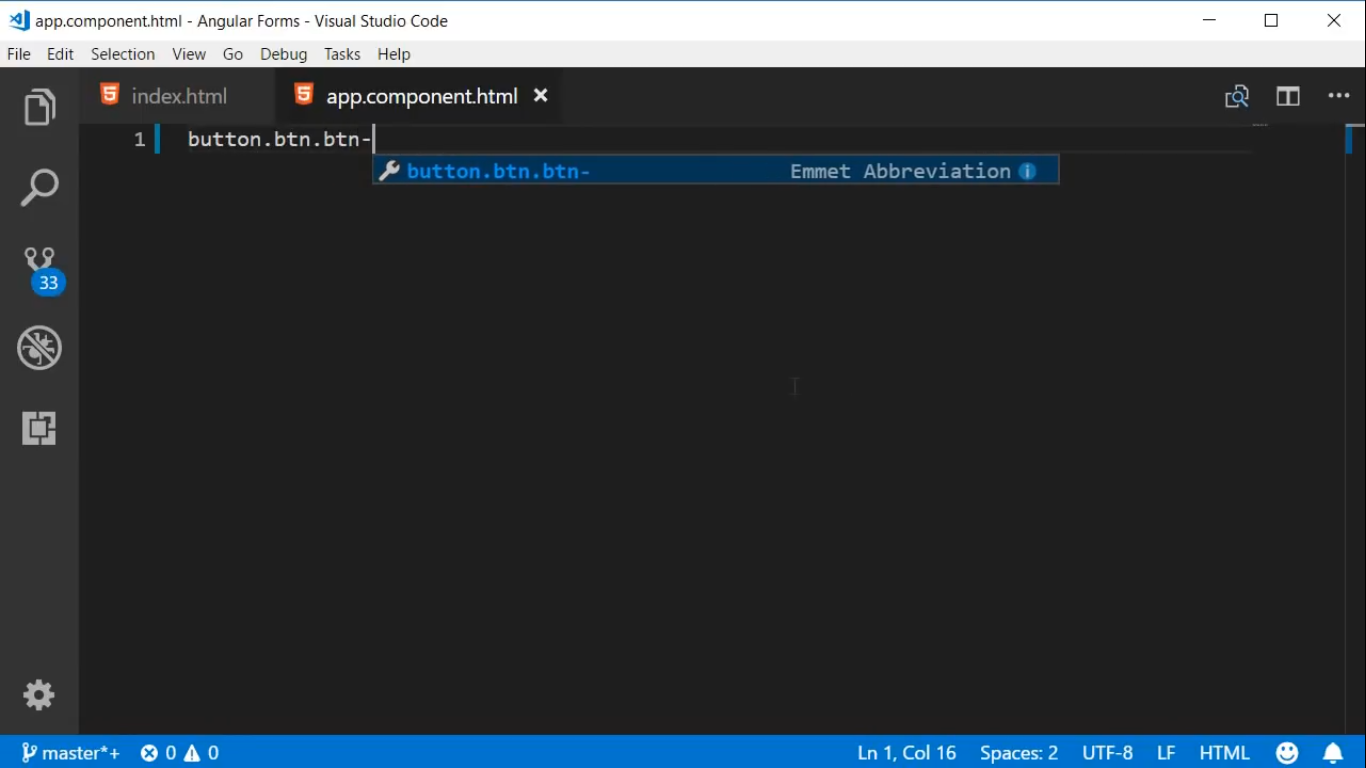 app.component.html - Angular Forms - Visual Studio Code
File Edit Selection View Go Debug Tasks Help
index.html app.component.html
1 button.btn.btn-
button.btn.btn- Emmet Abbreviation
33
master*+ 0 0 Ln 1, Col 16 Spaces: 2 UTF-8 LF HTML